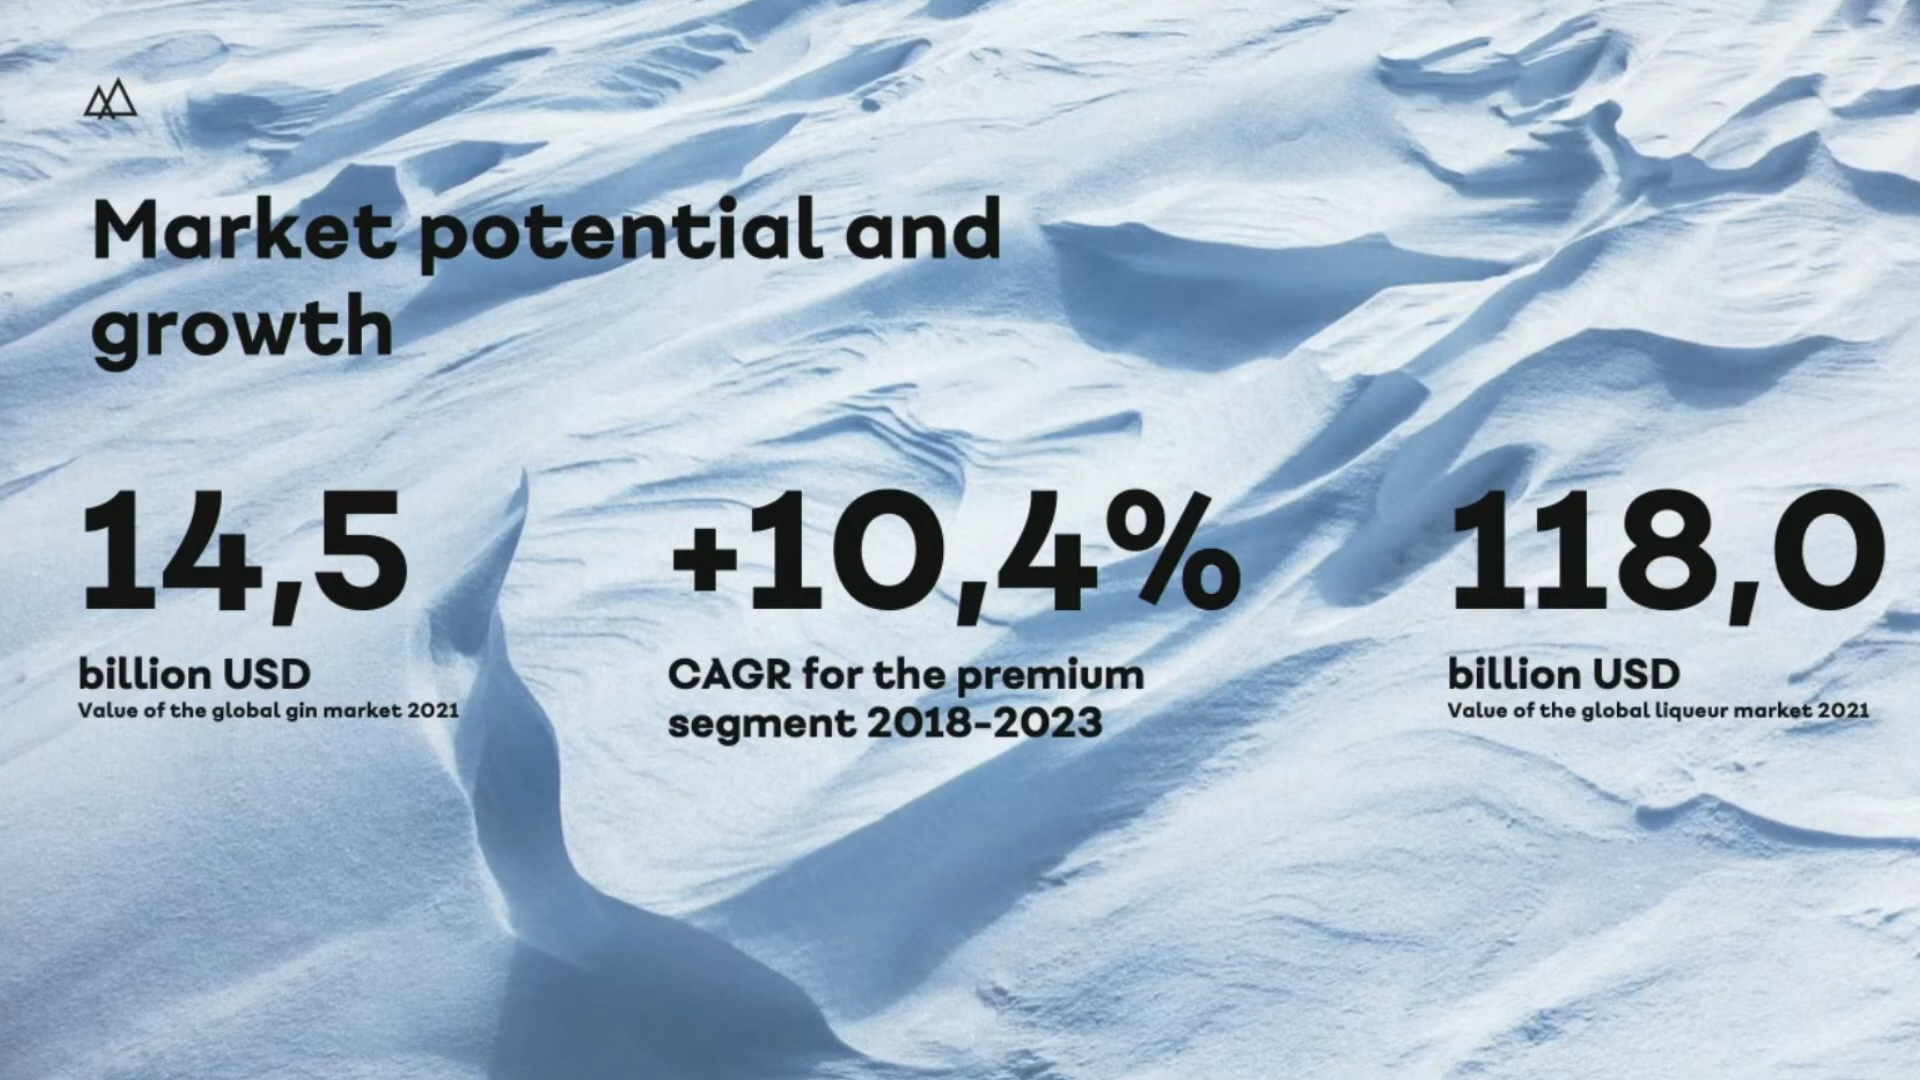 Market potential and
growth
14,5
billion USD
Value of the global gin market 2021
+10,4%
CAGR for the premium
segment 2018-2023
118,0
billion USD
Value of the global liqueur market 2021